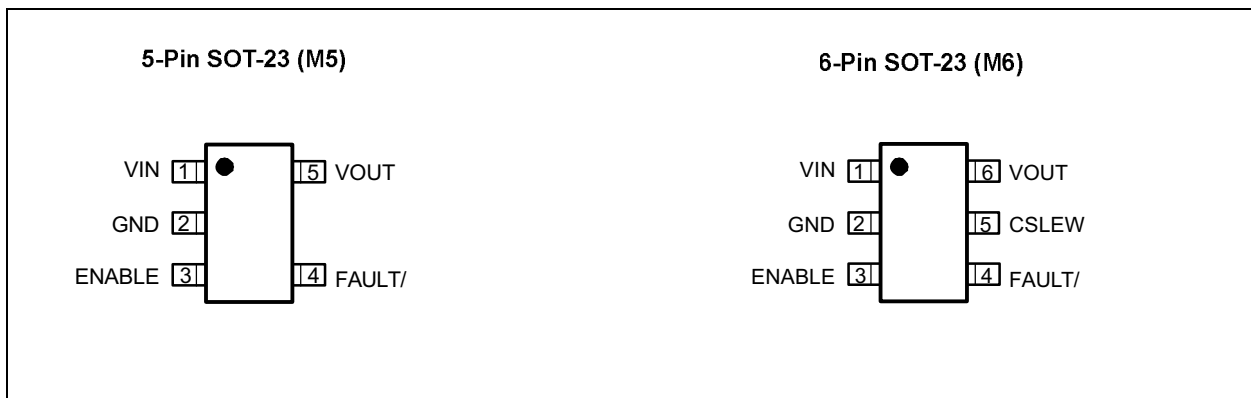 5-Pin SOT-23 (M5)
VIN 1 5 VOUT
GND 2
ENABLE 3 4 FAULT/
6-Pin SOT-23 (M6)
VIN 1 6 VOUT
GND 2 5 CSLEW
ENABLE 3 4 FAULT/